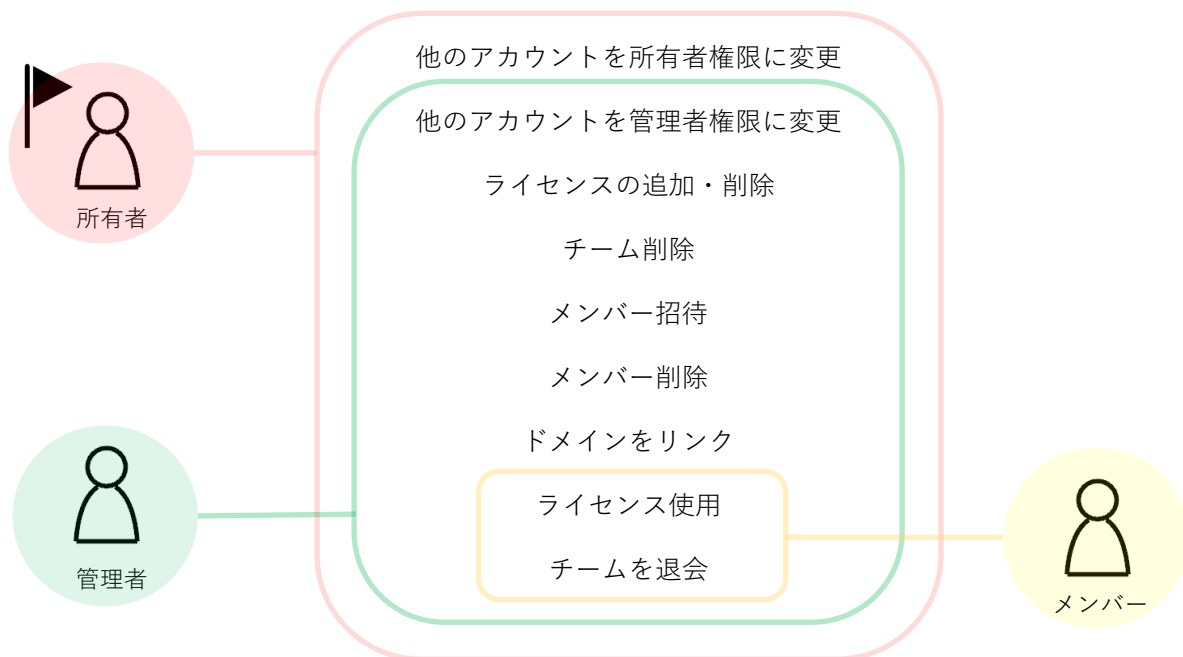 他のアカウントを所有者権限に変更
他のアカウントを管理者権限に変更
ライセンスの追加・削除
所有者
チーム削除
メンバー招待
メンバー削除
ドメインをリンク
ライセンス使用
チームを退会
管理者
メンバー